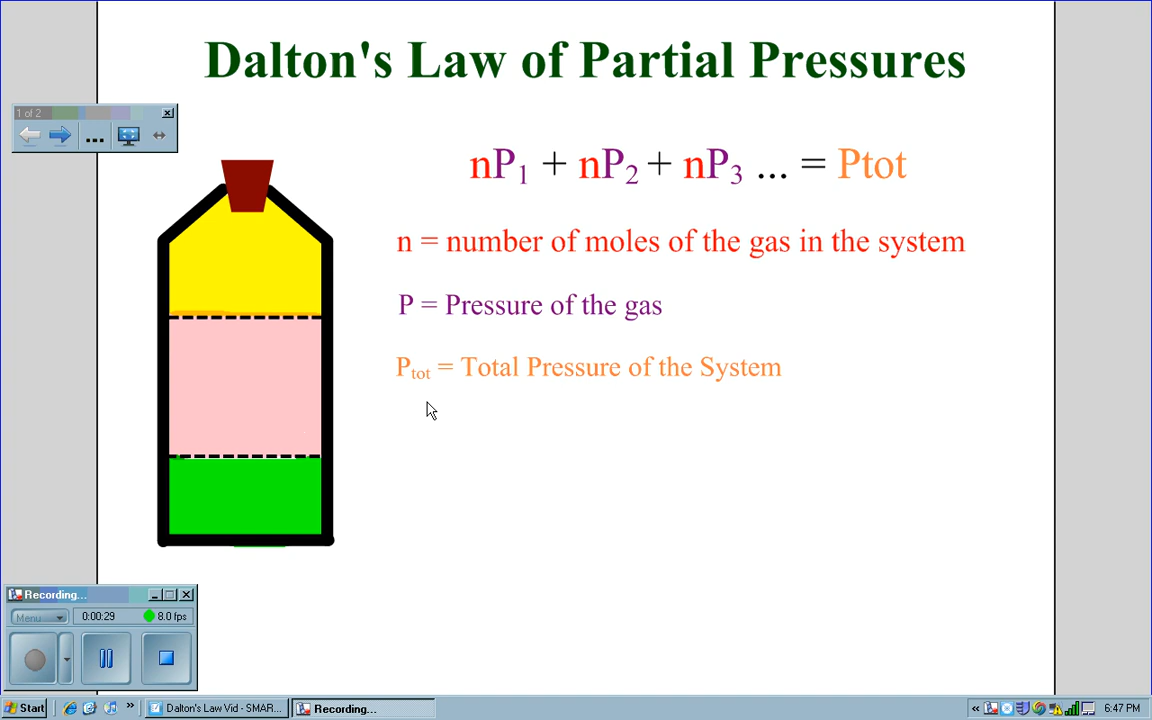 Dalton's Law of Partial Pressures
1 of 2
...
nP1 + nP2 + nP3 ... = Ptot
n = number of moles of the gas in the system
P = Pressure of the gas
Ptot = Total Pressure of the System
Recording...
Menu
0:00:29
8.0 fps
Start
»
Dalton's Law Vid - SMAR...
Recording...
«
6:47 PM